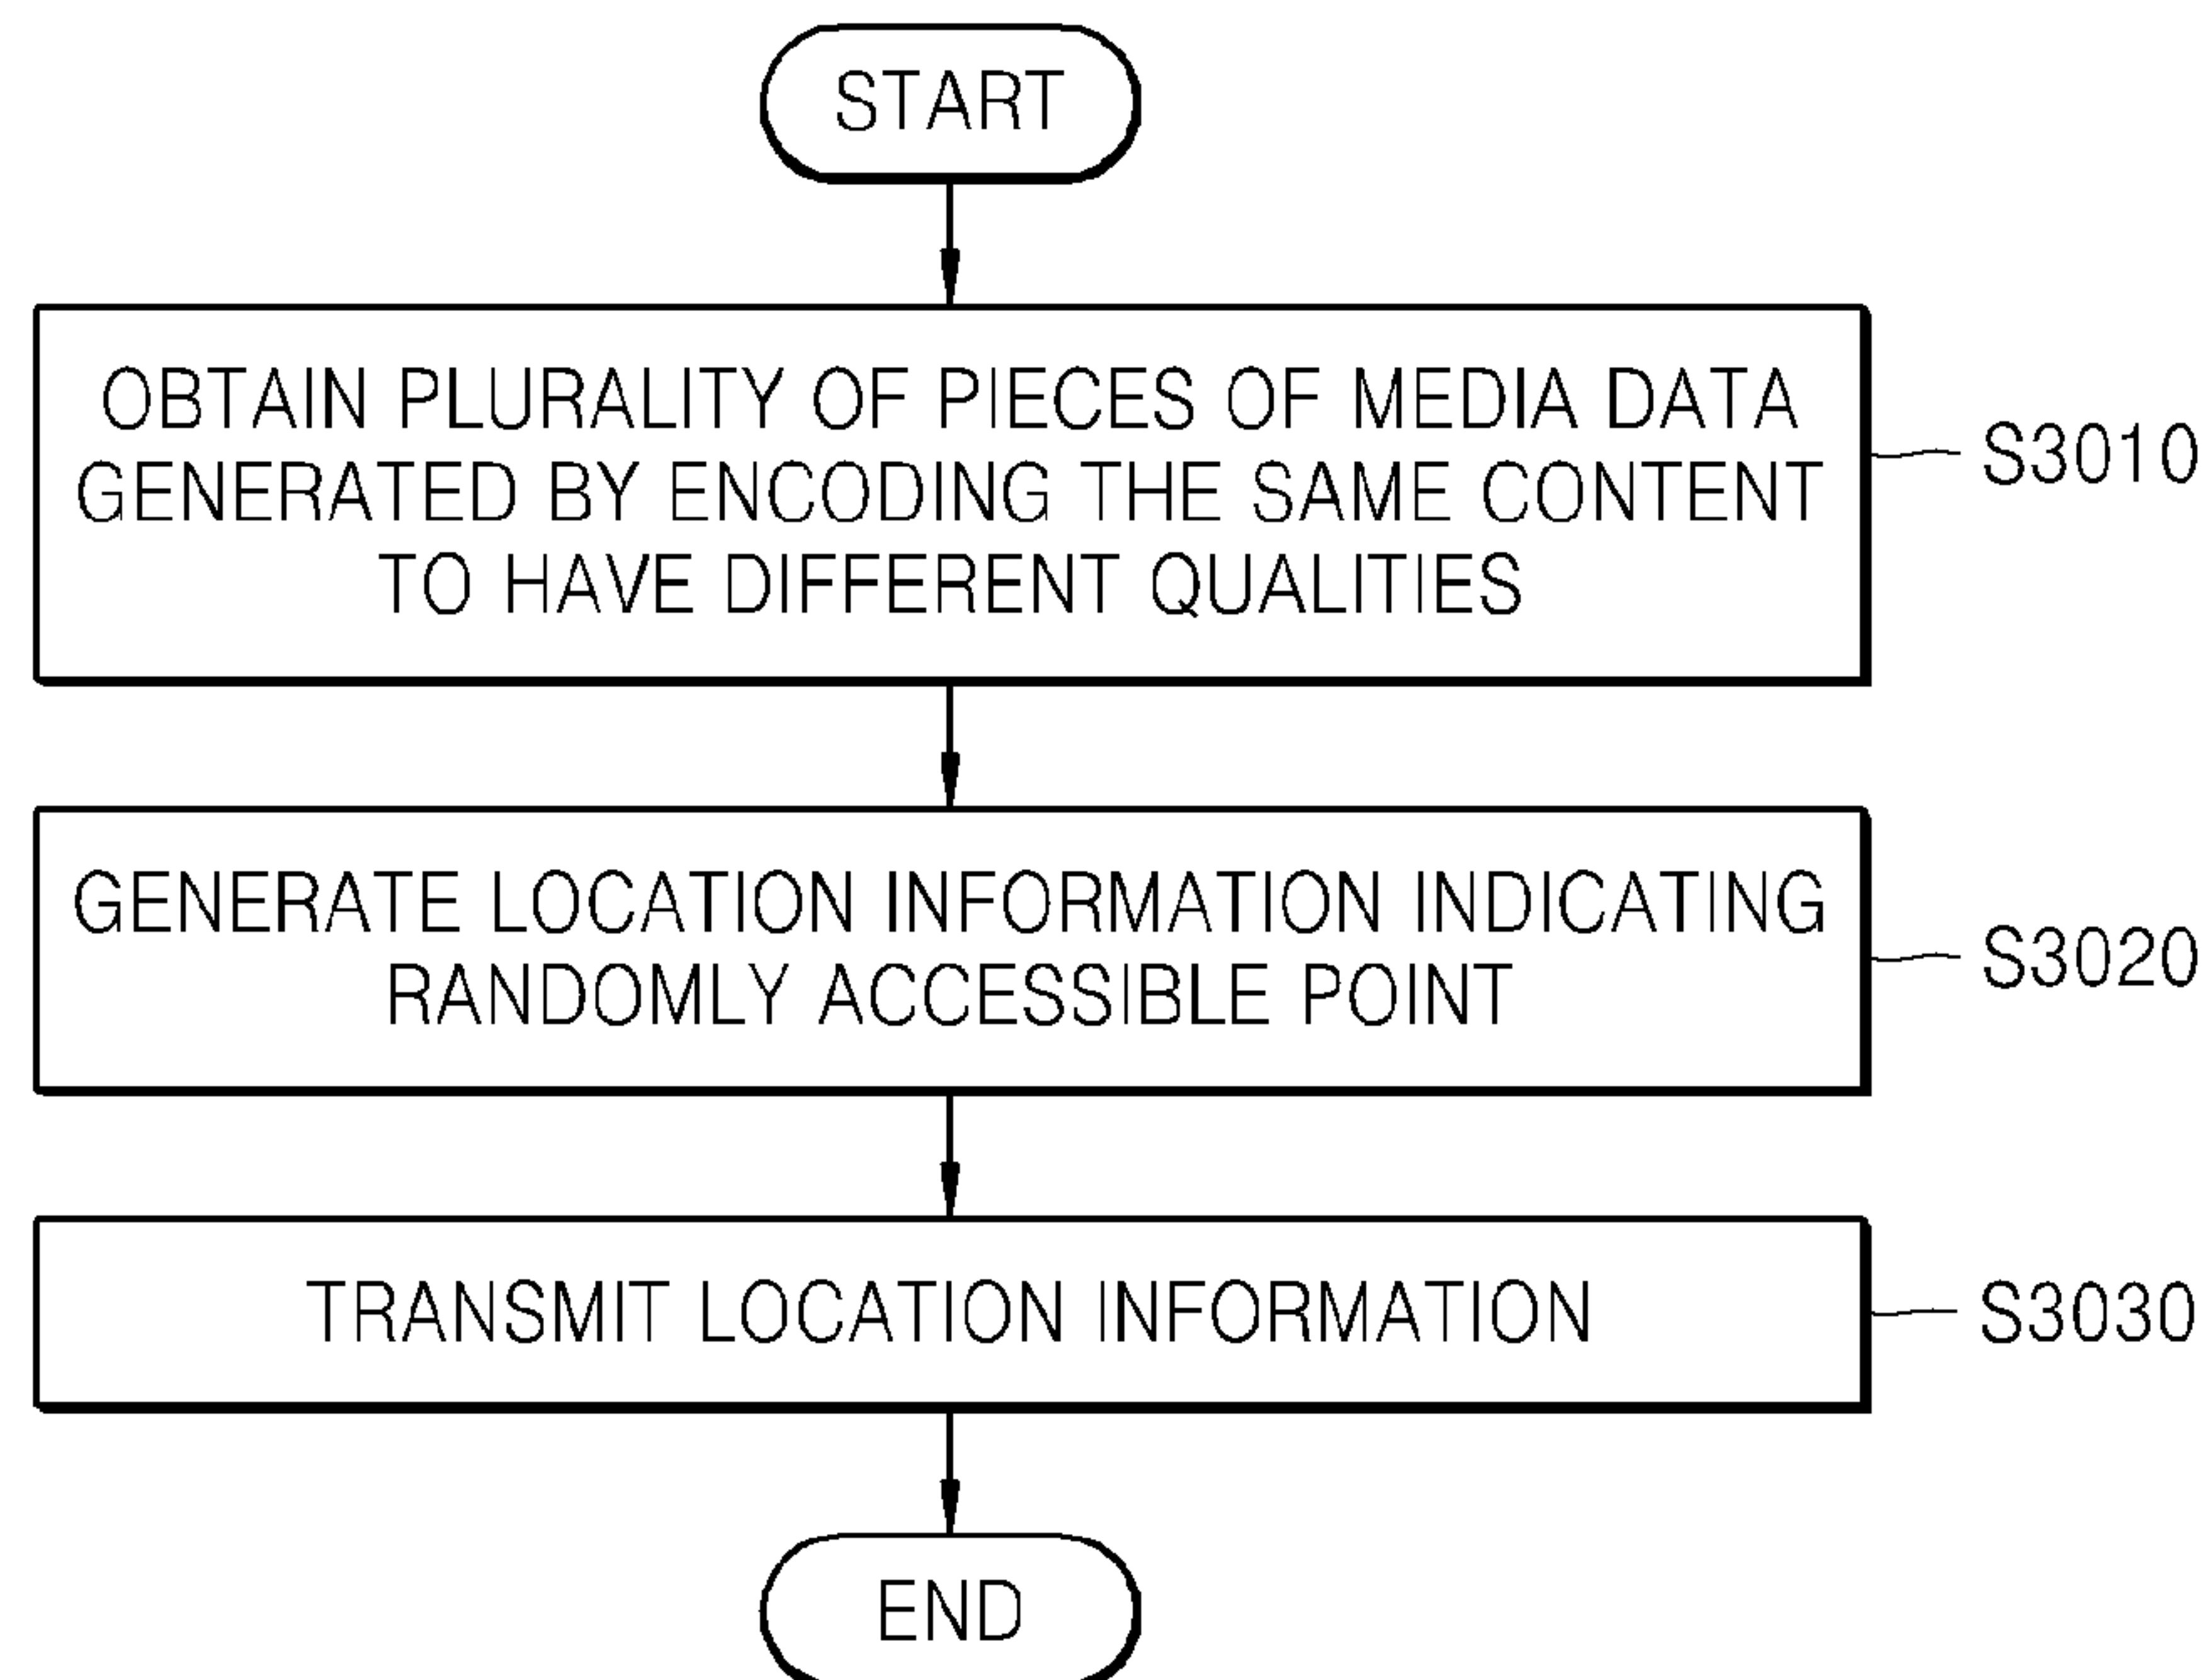 START
OBTAIN PLURALITY OF PIECES OF MEDIA DATA
GENERATED BY ENCODING THE SAME CONTENT
TO HAVE DIFFERENT QUALITIES
S3010
GENERATE LOCATION INFORMATION INDICATING
RANDOMLY ACCESSIBLE POINT
S3020
TRANSMIT LOCATION INFORMATION
S3030
END